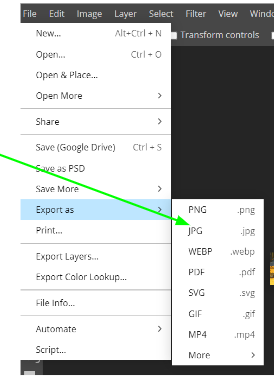 File Edit Image Layer Select Filter View
Transform controls
New... Alt+Ctrl + N
Open... Ctrl + O
Open & Place...
Open More >
Share >
Save (Google Drive) Ctrl + S
Save as PSD
Save More >
Export as >
Print...
Export Layers...
Export Color Lookup...
File Info...
Automate >
Script...
PNG .png
JPG .jpg
WEBP .webp
PDF .pdf
SVG .svg
GIF .gif
MP4 .mp4
More >